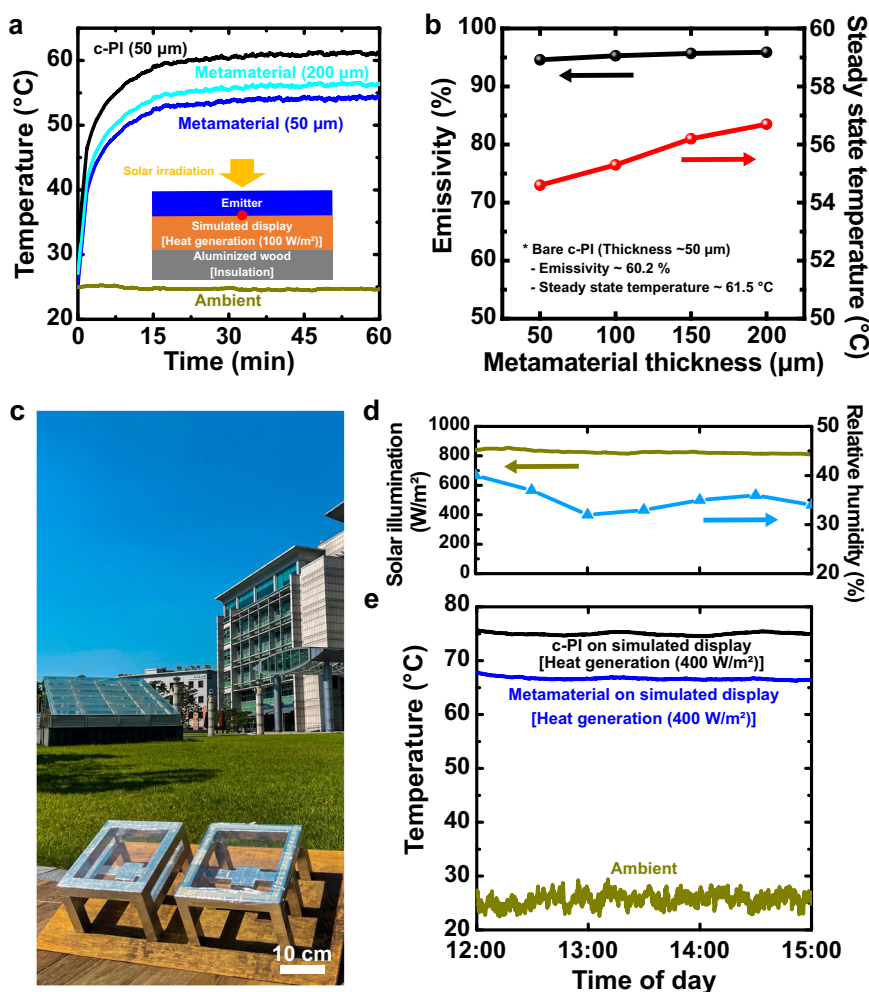 a
Temperature (°C)
65
55
45
35
25
c-PI (50 µm)
Metamaterial (200 µm)
Metamaterial (50 µm)
Solar irradiation
Emitter
Simulated display
[Heat generation (100 W/m²)]
Aluminized wood
[Insulation]
Ambient
0 15 30 45 60
Time (min)
b
Emissivity (%)
100
90
80
70
60
50
* Bare c-PI (Thickness ~50 µm)
- Emissivity ~ 60.2 %
- Steady state temperature ~ 61.5 °C
60
58
56
54
52
50
Steady state temperature (°C)
50 100 150 200
Metamaterial thickness (µm)
c
10 cm
d
Solar illumination
(W/m²)
1000
800
600
400
200
0
50
40
30
20
Relative humidity (%)
e
Temperature (°C)
80
70
60
50
40
30
20
c-PI on simulated display
[Heat generation (400 W/m²)]
Metamaterial on simulated display
[Heat generation (400 W/m²)]
Ambient
12:00 13:00 14:00 15:00
Time of day